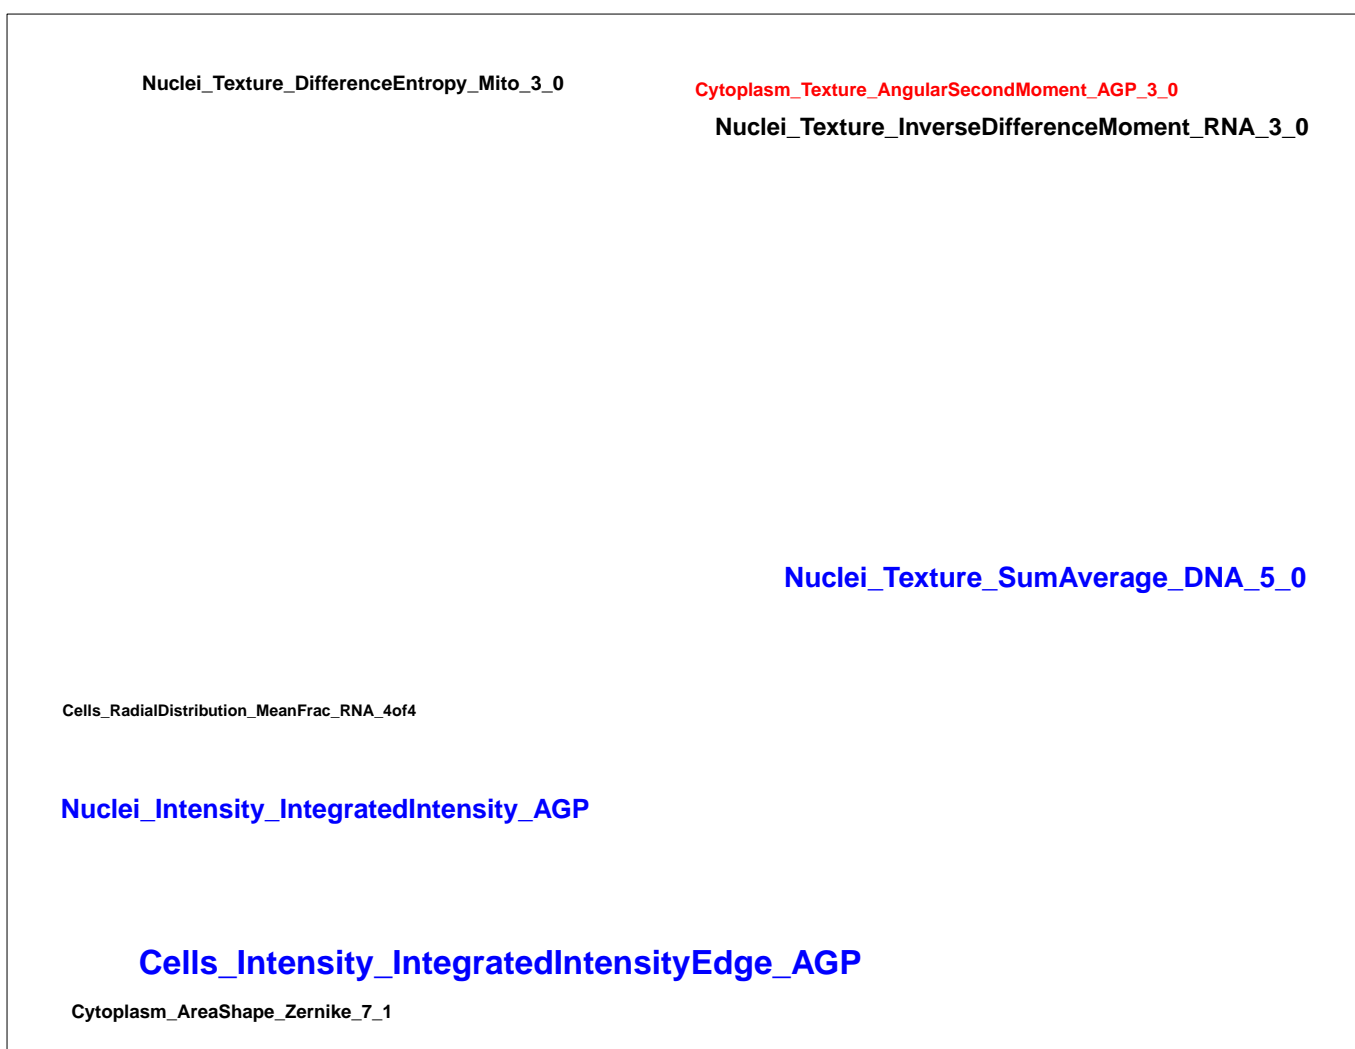 Nuclei_Texture_DifferenceEntropy_Mito_3_0
Cytoplasm_Texture_AngularSecondMoment_AGP_3_0
Nuclei_Texture_InverseDifferenceMoment_RNA_3_0
Nuclei_Texture_SumAverage_DNA_5_0
Cells_RadialDistribution_MeanFrac_RNA_4of4
Nuclei_Intensity_IntegratedIntensity_AGP
Cells_Intensity_IntegratedIntensityEdge_AGP
Cytoplasm_AreaShape_Zernike_7_1